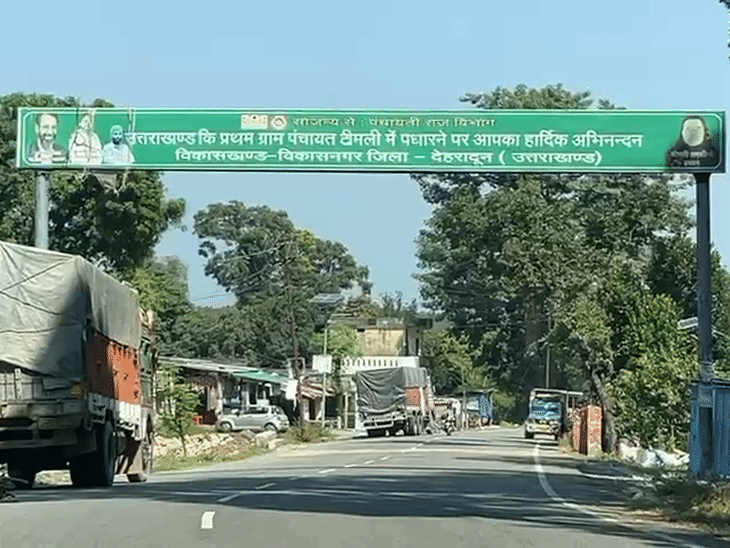 सौजन्य से : पंचायती राज विभाग
उत्तराखण्ड कि प्रथम ग्राम पंचायत टीमली में पधारने पर आपका हार्दिक अभिनन्दन
विकासखण्ड-विकासनगर जिला - देहरादून ( उत्तराखण्ड)